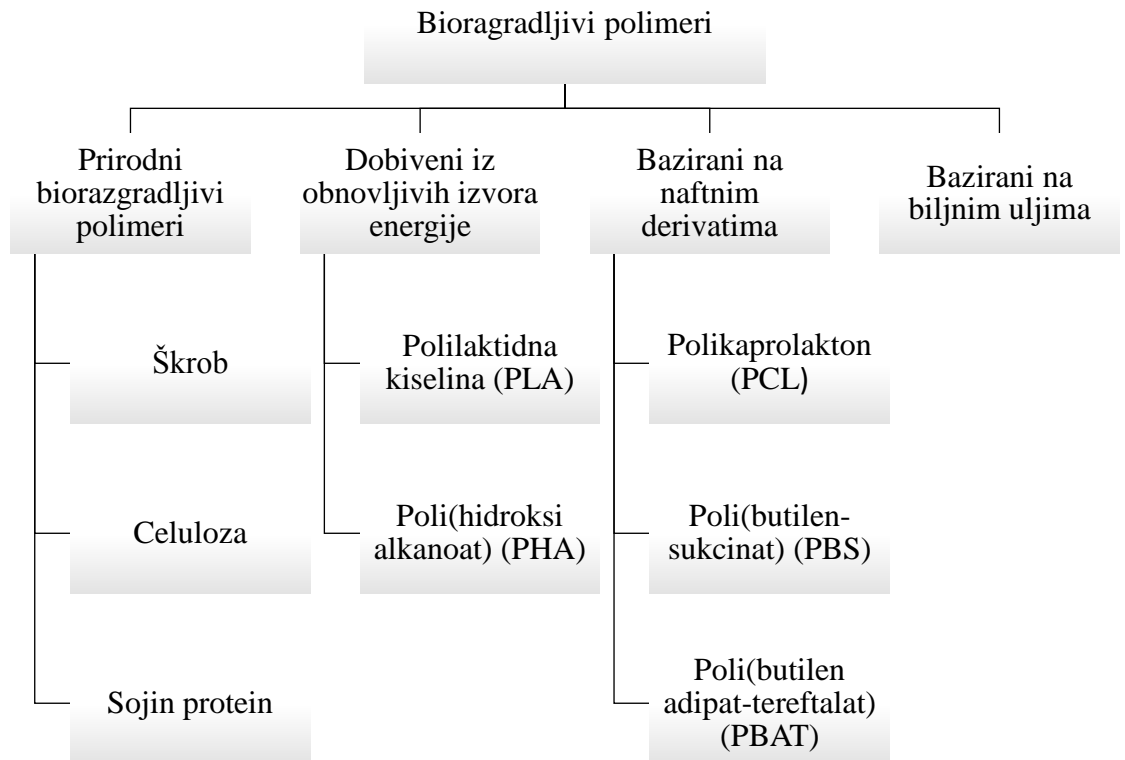 Bioragradljivi polimeri
Prirodni
biorazgradljivi
polimeri
Dobiveni iz
obnovljivih izvora
energije
Bazirani na
naftnim
derivatima
Bazirani na
biljnim uljima
Škrob
Celuloza
Sojin protein
Polilaktidna
kiselina (PLA)
Poli(hidroksi
alkanoat) (PHA)
Polikaprolakton
(PCL)
Poli(butilen-
sukcinat) (PBS)
Poli(butilen
adipat-tereftalat)
(PBAT)